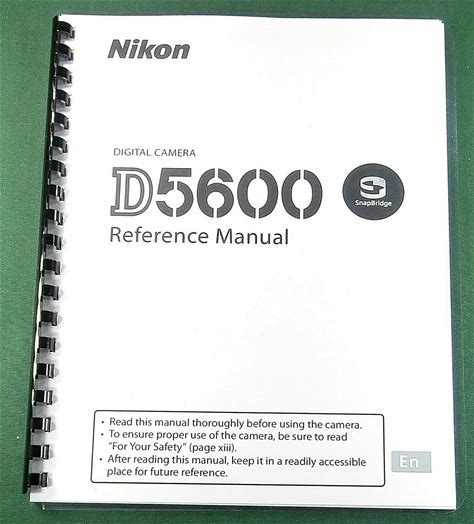 Nikon
DIGITAL CAMERA
D5600
SnapBridge
Reference Manual
• Read this manual thoroughly before using the camera.
• To ensure proper use of the camera, be sure to read
"For Your Safety" (page xiii).
• After reading this manual, keep it in a readily accessible
place for future reference.
En